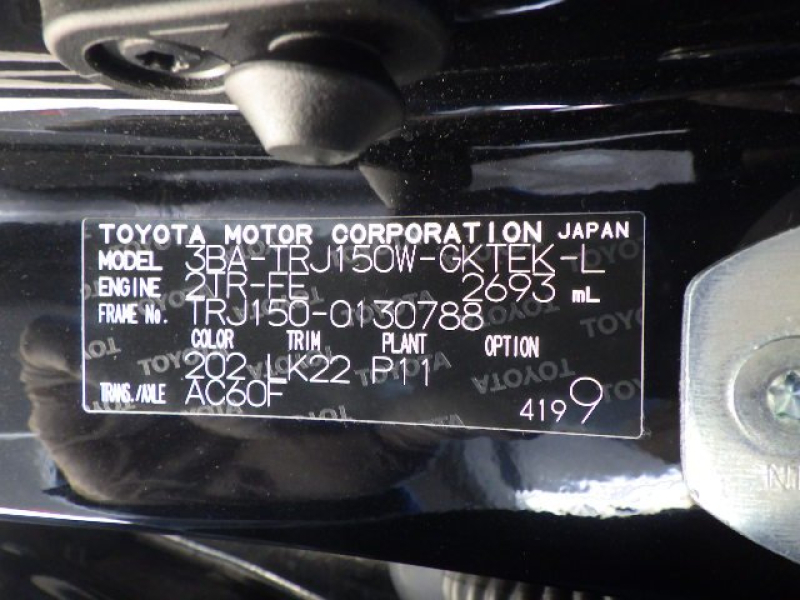 TOYOTA MOTOR CORPORATION JAPAN
MODEL 3BA-TRJ150W-GKTEK-L
ENGINE 2TR-FE 2693 mL
FRAME No. TRJ150-0130788
COLOR TRIM PLANT OPTION
202 LK22 P11
TRANS./AXLE AC60F
4199